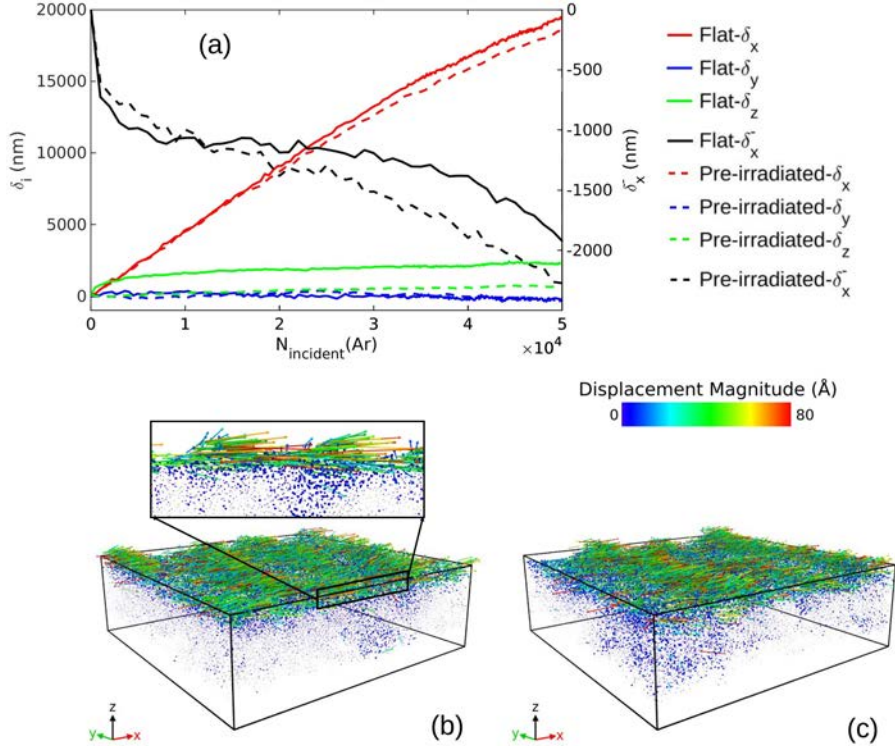 (a)
20000
15000
10000
5000
0
δi (nm)
0
-500
-1000
-1500
-2000
δx- (nm)
0
1
2
3
4
5
×10^4
Nincident(Ar)
Flat-δx
Flat-δy
Flat-δz
Flat-δx-
Pre-irradiated-δx
Pre-irradiated-δy
Pre-irradiated-δz
Pre-irradiated-δx-
Displacement Magnitude (Å)
0
80
z
y
x
(b)
z
y
x
(c)